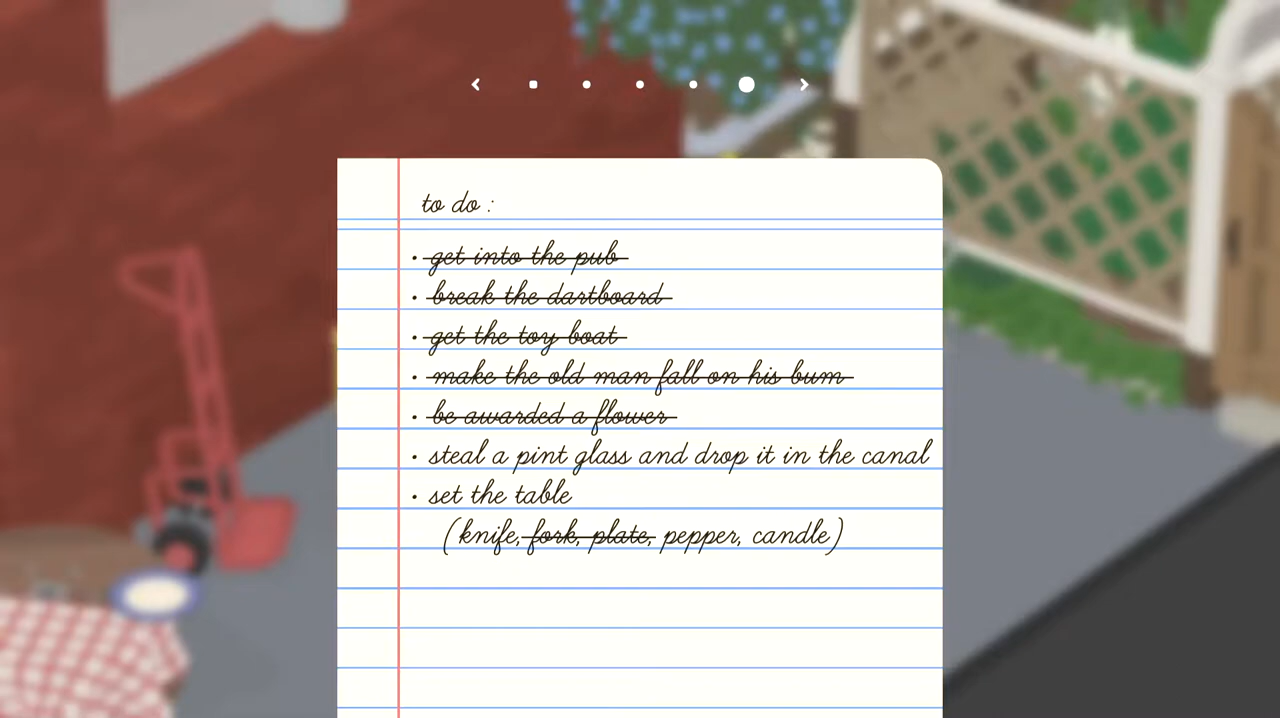 to do :
• get into the pub
• break the dartboard
• get the toy boat
• make the old man fall on his bum
• be awarded a flower
• steal a pint glass and drop it in the canal
• set the table
(knife, fork, plate, pepper, candle)